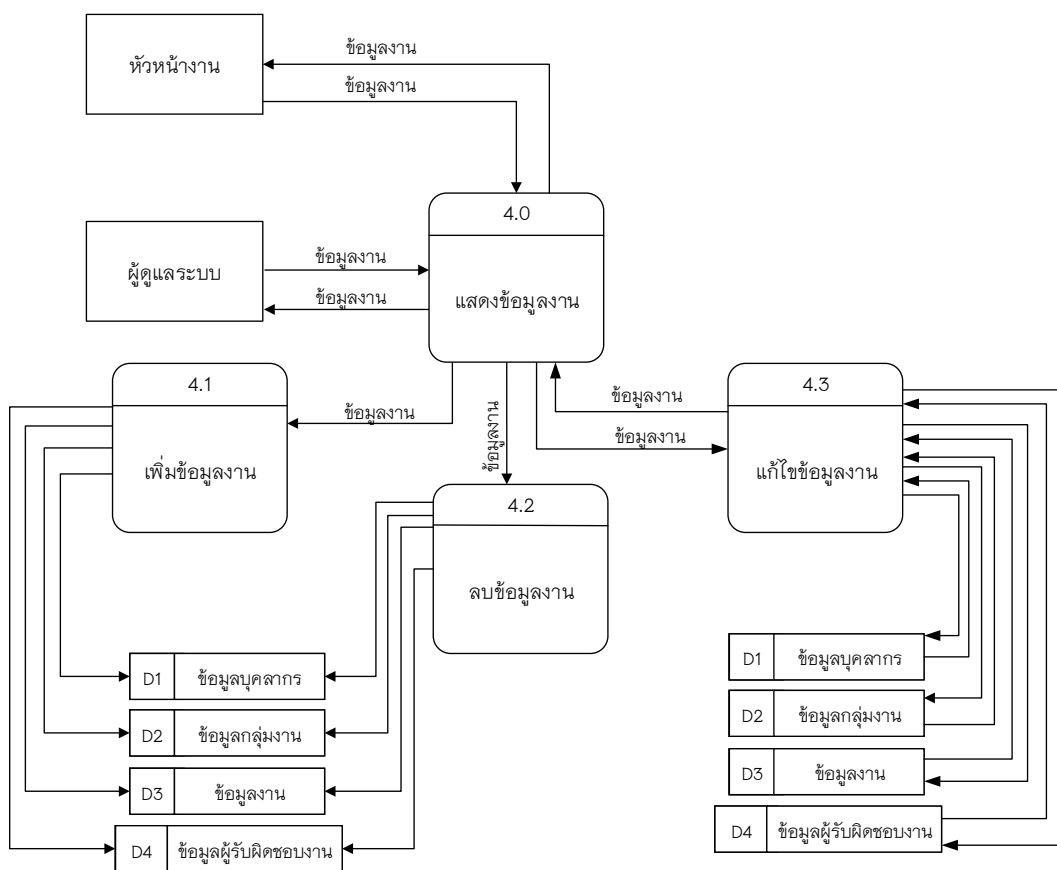 ข้อมูลงาน
หัวหน้างาน
ข้อมูลงาน
4.0
ข้อมูลงาน
ผู้ดูแลระบบ
ข้อมูลงาน
แสดงข้อมูลงาน
4.1
4.3
ข้อมูลงาน
ข้อมูลงาน
ข้อมูลงาน
ข้อมูลงาน
เพิ่มข้อมูลงาน
แก้ไขข้อมูลงาน
4.2
ลบข้อมูลงาน
D1 ข้อมูลบุคลากร
D2 ข้อมูลกลุ่มงาน
D3 ข้อมูลงาน
D4 ข้อมูลผู้รับผิดชอบงาน
D1 ข้อมูลบุคลากร
D2 ข้อมูลกลุ่มงาน
D3 ข้อมูลงาน
D4 ข้อมูลผู้รับผิดชอบงาน